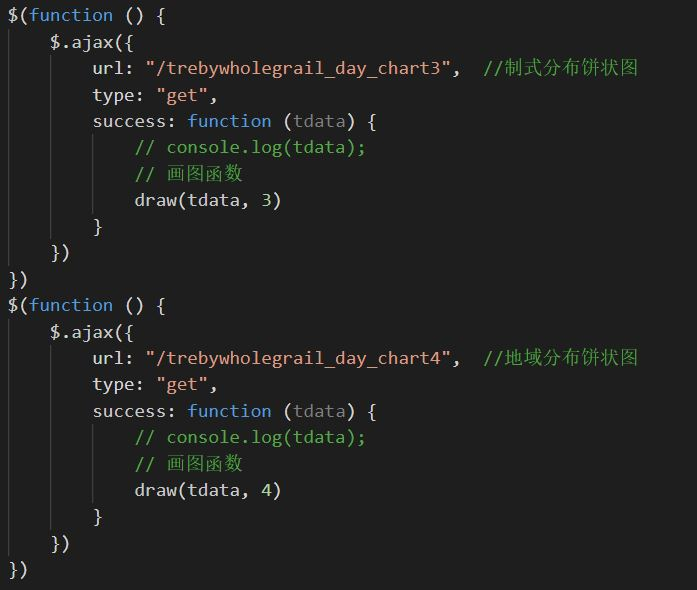 $(function () {
    $.ajax({
        url: "/trebywholegrail_day_chart3",  //制式分布饼状图
        type: "get",
        success: function (tdata) {
            // console.log(tdata);
            // 画图函数
            draw(tdata, 3)
        }
    })
})
$(function () {
    $.ajax({
        url: "/trebywholegrail_day_chart4",  //地域分布饼状图
        type: "get",
        success: function (tdata) {
            // console.log(tdata);
            // 画图函数
            draw(tdata, 4)
        }
    })
})